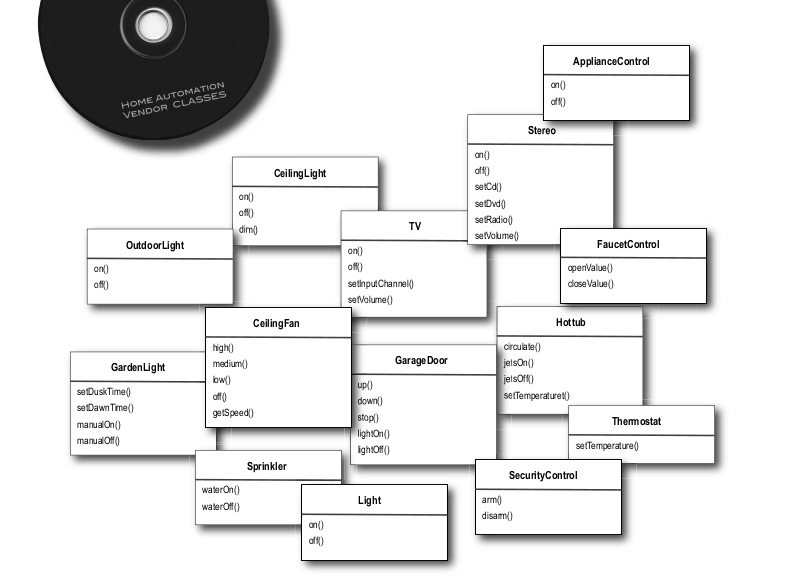 HOME AUTOMATION
VENDOR CLASSES
ApplianceControl
on()
off()
Stereo
on()
off()
setCd()
setDvd()
setRadio()
setVolume()
CeilingLight
on()
off()
dim()
TV
on()
off()
setInputChannel()
setVolume()
OutdoorLight
on()
off()
FaucetControl
openValue()
closeValue()
CeilingFan
high()
medium()
low()
off()
getSpeed()
Hottub
circulate()
jetsOn()
jetsOff()
setTemperaturet()
GardenLight
setDuskTime()
setDawnTime()
manualOn()
manualOff()
GarageDoor
up()
down()
stop()
lightOn()
lightOff()
Thermostat
setTemperature()
Sprinkler
waterOn()
waterOff()
SecurityControl
arm()
disarm()
Light
on()
off()